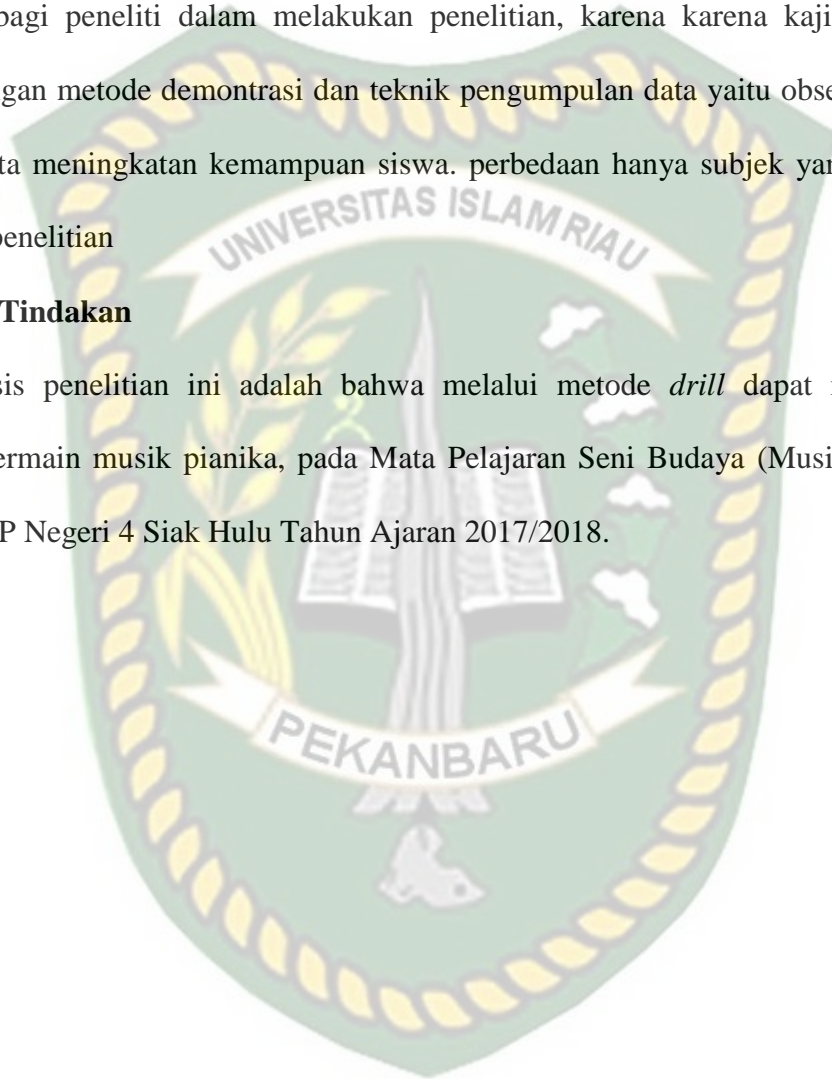 bagi peneliti dalam melakukan penelitian, karena karena kaji
gan metode demontrasi dan teknik pengumpulan data yaitu obse
ta meningkatan kemampuan siswa. perbedaan hanya subjek yan
penelitian
UNIVERSITAS ISLAM RIAU
Tindakan
sis penelitian ini adalah bahwa melalui metode drill dapat
ermain musik pianika, pada Mata Pelajaran Seni Budaya (Musi
P Negeri 4 Siak Hulu Tahun Ajaran 2017/2018.
PEKANBARU